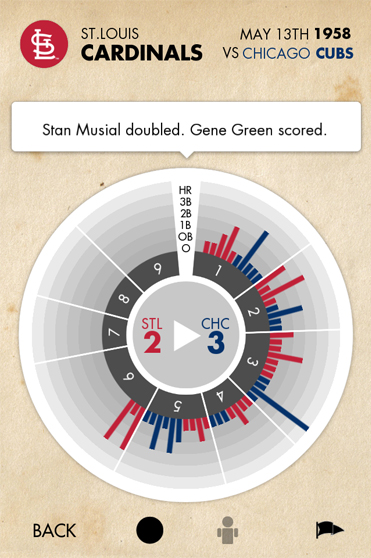 ST.LOUIS
CARDINALS
MAY 13TH 1958
VS CHICAGO CUBS
Stan Musial doubled. Gene Green scored.
HR
3B
2B
1B
OB
O
1
2
3
4
5
6
7
8
9
STL
2
CHC
3
BACK